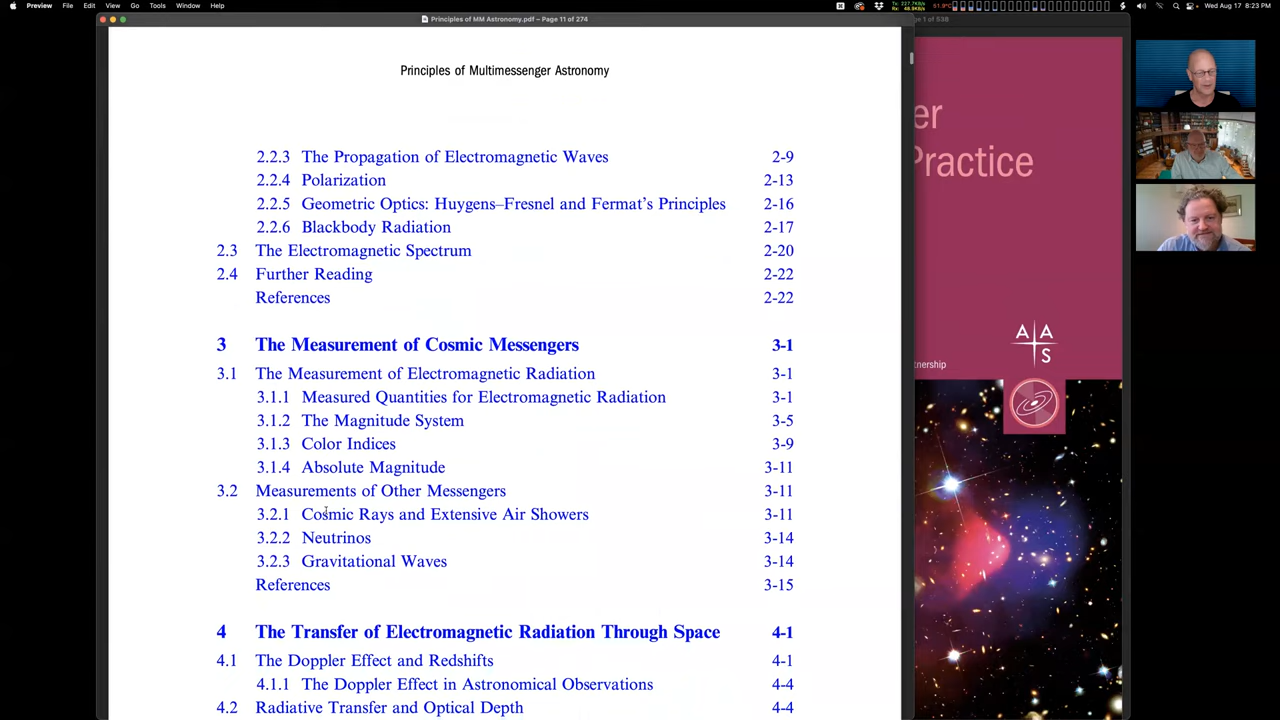 Preview File Edit View Go Tools Window Help
Wed Aug 17 8:23 PM
Principles of MM Astronomy.pdf – Page 11 of 274
1 of 538
Principles of Multimessenger Astronomy
2.2.3 The Propagation of Electromagnetic Waves 2-9
2.2.4 Polarization 2-13
2.2.5 Geometric Optics: Huygens–Fresnel and Fermat’s Principles 2-16
2.2.6 Blackbody Radiation 2-17
2.3 The Electromagnetic Spectrum 2-20
2.4 Further Reading 2-22
References 2-22
3 The Measurement of Cosmic Messengers 3-1
3.1 The Measurement of Electromagnetic Radiation 3-1
3.1.1 Measured Quantities for Electromagnetic Radiation 3-1
3.1.2 The Magnitude System 3-5
3.1.3 Color Indices 3-9
3.1.4 Absolute Magnitude 3-11
3.2 Measurements of Other Messengers 3-11
3.2.1 Cosmic Rays and Extensive Air Showers 3-11
3.2.2 Neutrinos 3-14
3.2.3 Gravitational Waves 3-14
References 3-15
4 The Transfer of Electromagnetic Radiation Through Space 4-1
4.1 The Doppler Effect and Redshifts 4-1
4.1.1 The Doppler Effect in Astronomical Observations 4-4
4.2 Radiative Transfer and Optical Depth 4-4
er
Practice
A A
S